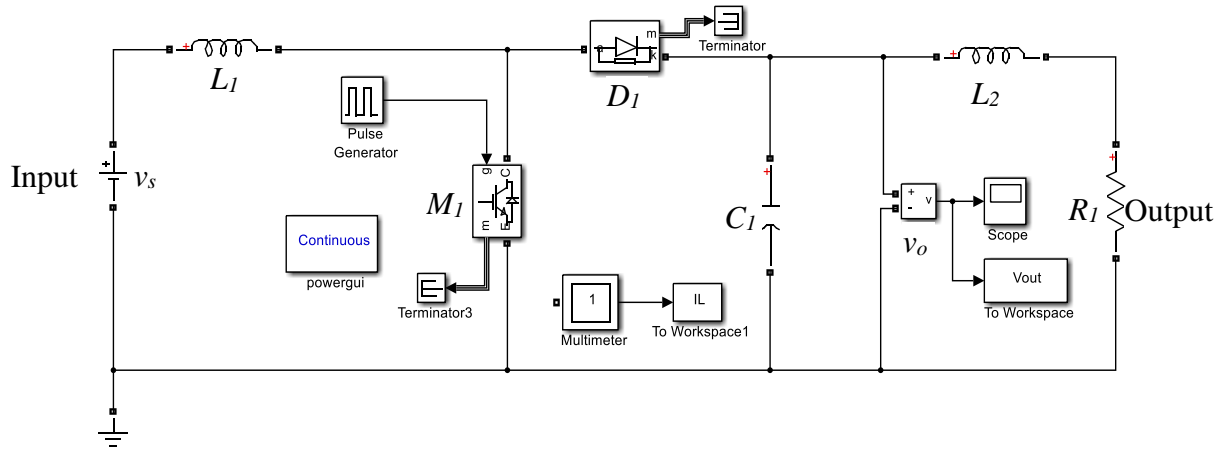 m
a
k
Terminator
+
L1
D1
+
L2
Pulse
Generator
g
C
m
E
M1
+
Input
vs
+
C1
+
-
v
vo
Scope
+
R1
Output
Continuous
powergui
Terminator3
1
Multimeter
IL
To Workspace1
Vout
To Workspace